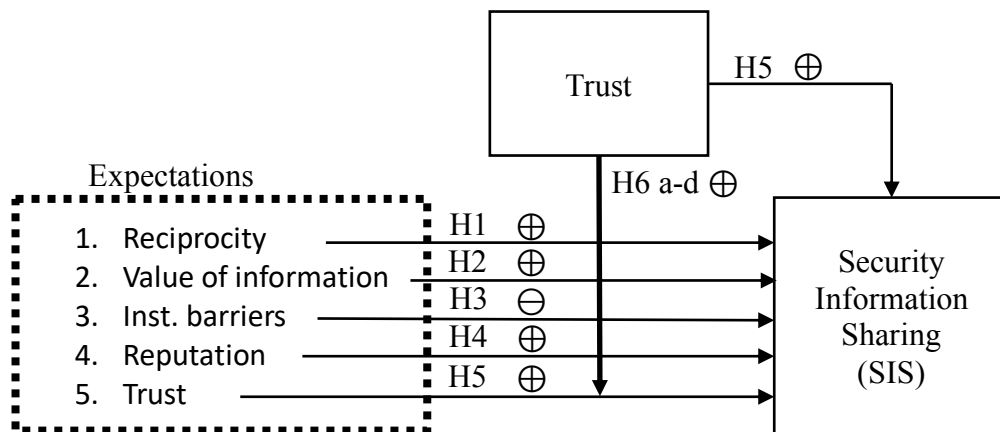 Trust
H5 ⊕
H6 a-d ⊕
Expectations
1. Reciprocity
H1 ⊕
2. Value of information
H2 ⊕
3. Inst. barriers
H3 ⊖
4. Reputation
H4 ⊕
5. Trust
H5 ⊕
Security
Information
Sharing
(SIS)